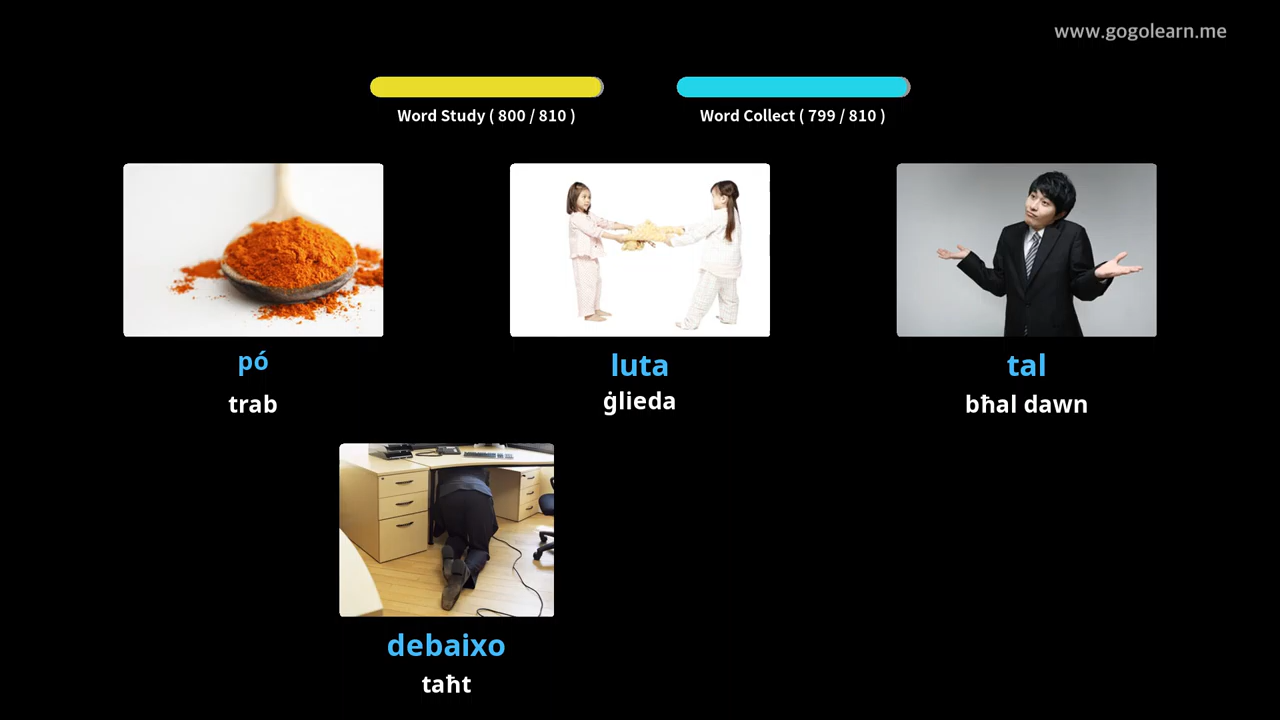 www.gogolearn.me
Word Study ( 800 / 810 )
Word Collect ( 799 / 810 )
pó
luta
tal
trab
ġlieda
bħal dawn
debaixo
taħt